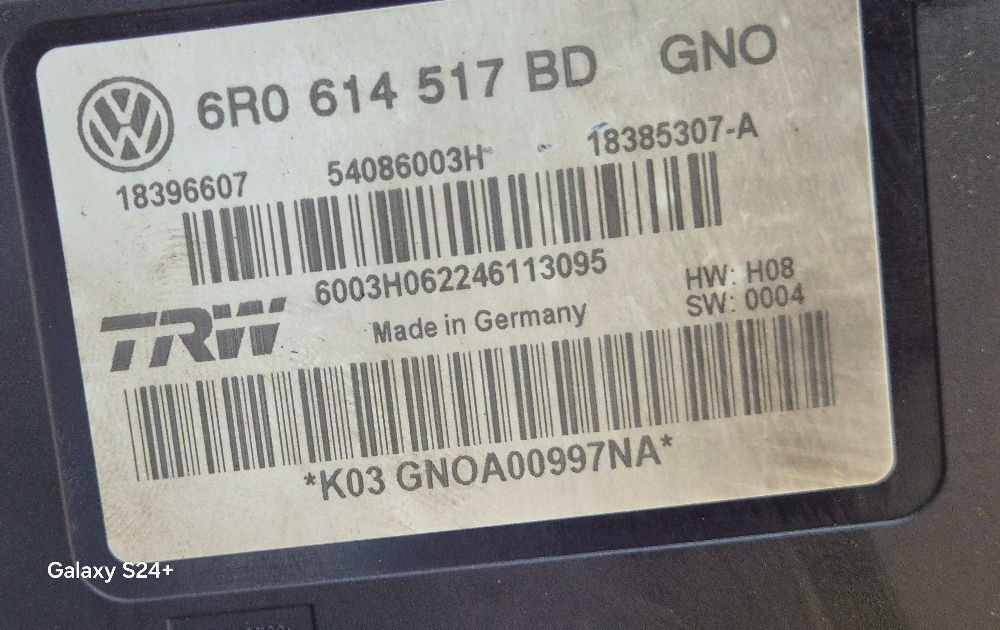 6R0 614 517 BD GNO
18396607 54086003H 18385307-A
6003H062246113095
HW: H08
TRW Made in Germany SW: 0004
*K03 GNOA00997NA*
Galaxy S24+